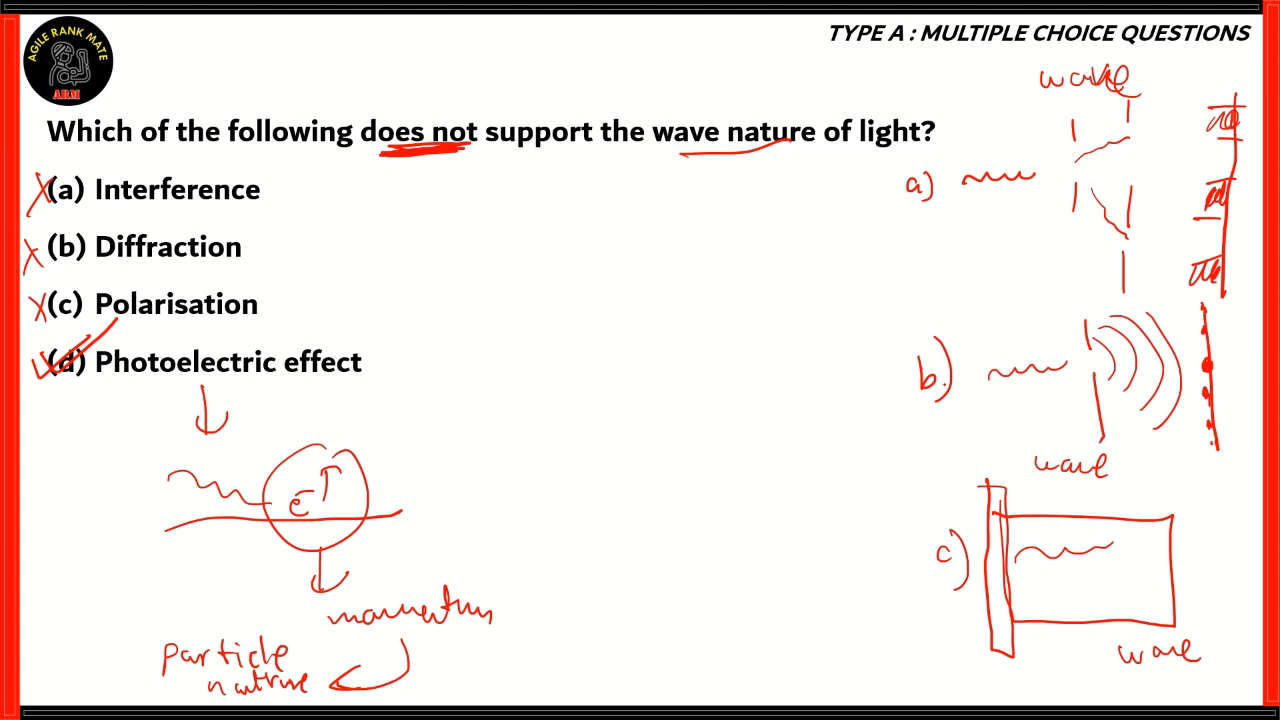 AGILE RANK MATE
ARM
TYPE A : MULTIPLE CHOICE QUESTIONS
wave
Which of the following does not support the wave nature of light?
(a) Interference
a)
(b) Diffraction
(c) Polarisation
(d) Photoelectric effect
b.)
wave
e-
c)
momentum
particle
nature
wave